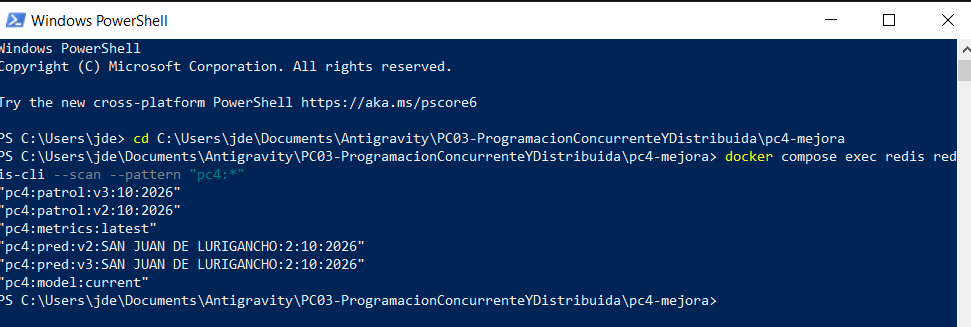 Windows PowerShell
Windows PowerShell
Copyright (C) Microsoft Corporation. All rights reserved.
Try the new cross-platform PowerShell https://aka.ms/pscore6
PS C:\Users\jde> cd C:\Users\jde\Documents\Antigravity\PC03-ProgramacionConcurrenteYDistribuida\pc4-mejora
PS C:\Users\jde\Documents\Antigravity\PC03-ProgramacionConcurrenteYDistribuida\pc4-mejora> docker compose exec redis red
is-cli --scan --pattern "pc4:*"
"pc4:patrol:v3:10:2026"
"pc4:patrol:v2:10:2026"
"pc4:metrics:latest"
"pc4:pred:v2:SAN JUAN DE LURIGANCHO:2:10:2026"
"pc4:pred:v3:SAN JUAN DE LURIGANCHO:2:10:2026"
"pc4:model:current"
PS C:\Users\jde\Documents\Antigravity\PC03-ProgramacionConcurrenteYDistribuida\pc4-mejora>